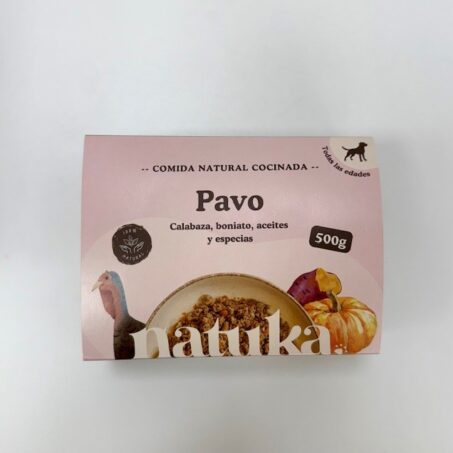 Todas las edades
-- COMIDA NATURAL COCINADA --
Pavo
Calabaza, boniato, aceites
y especias
500g
100%
NATURAL
natuka.